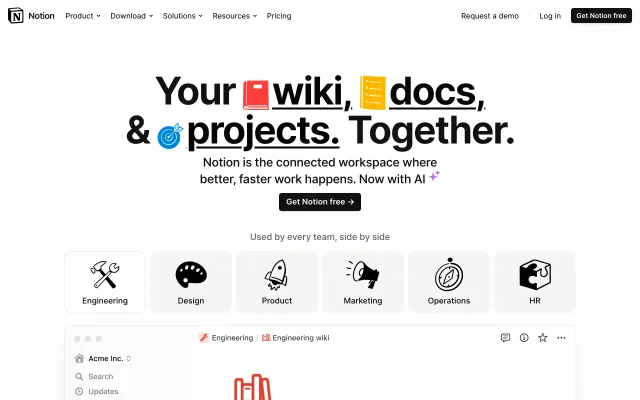 Notion Product Download Solutions Resources Pricing Request a demo Log in Get Notion free
Your wiki, docs,
& projects. Together.
Notion is the connected workspace where
better, faster work happens. Now with AI
Get Notion free →
Used by every team, side by side
Engineering Design Product Marketing Operations HR
Acme Inc. Engineering / Engineering wiki
Search
Updates